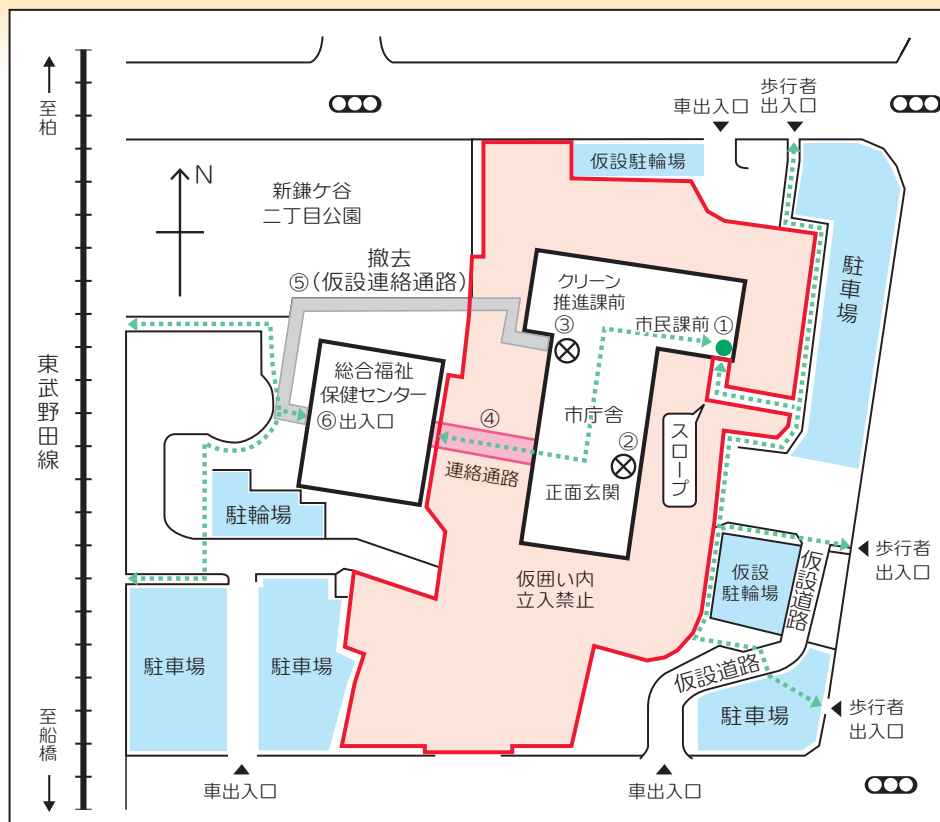 至柏
東武野田線
至船橋
N
新鎌ケ谷
二丁目公園
車出入口
歩行者
出入口
仮設駐輪場
駐車場
撤去
⑤(仮設連絡通路)
クリーン
推進課前
③
市民課前
①
総合福祉
保健センター
⑥出入口
④
連絡通路
市庁舎
②
正面玄関
スロープ
駐輪場
仮囲い内
立入禁止
仮設
駐輪場
仮設道路
歩行者
出入口
仮設道路
駐車場
駐車場
駐車場
歩行者
出入口
車出入口
車出入口